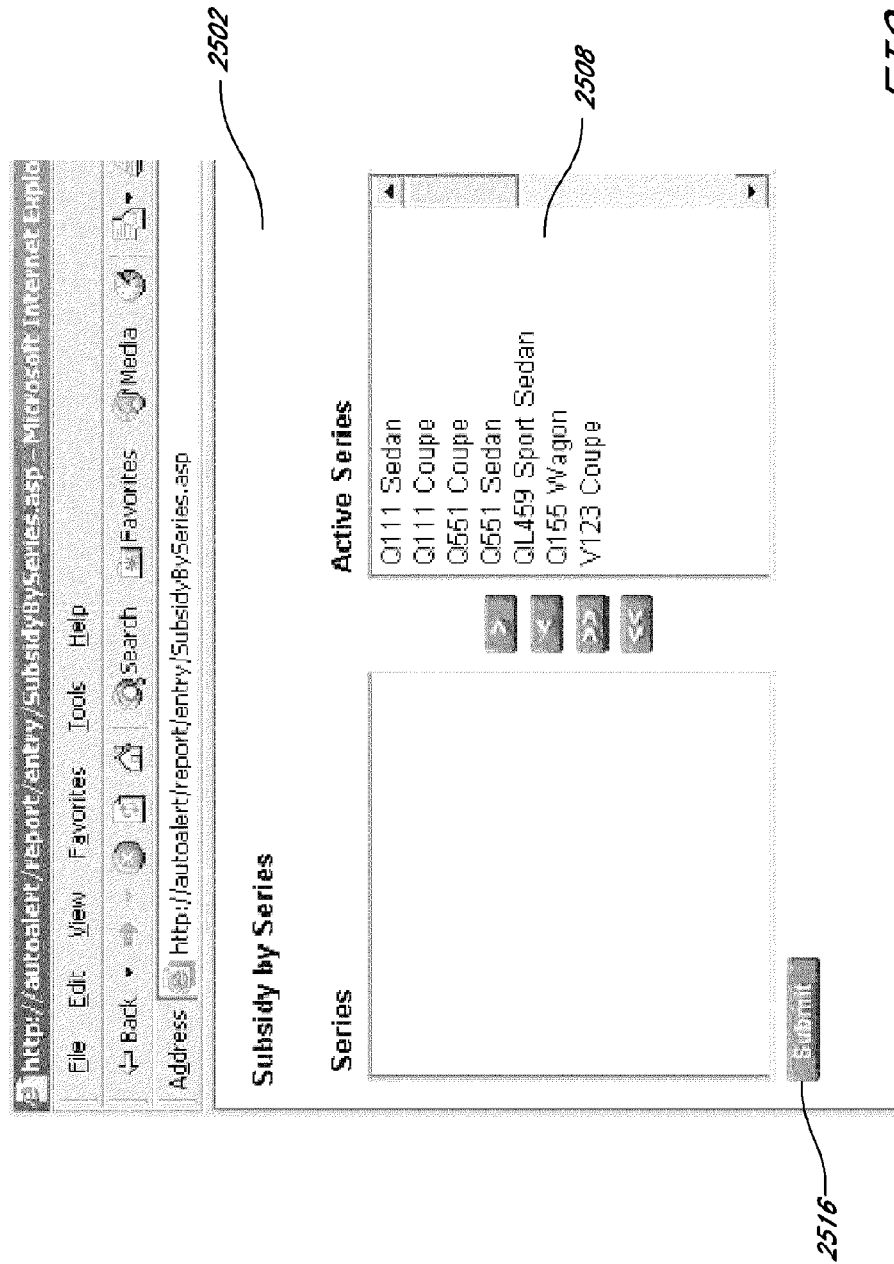 http://autoalert/report/entry/SubsidyBySeries.asp - Microsoft Internet
File Edit View Favorites Tools Help
Back Search Favorites Media
Address http://autoalert/report/entry/SubsidyBySeries.asp
2502
Subsidy by Series
Series Active Series
Q111 Sedan
Q111 Coupe
Q551 Coupe
Q551 Sedan
QL459 Sport Sedan
Q155 Wagon
V123 Coupe
>
<
>>
<<
2508
Submit
2516